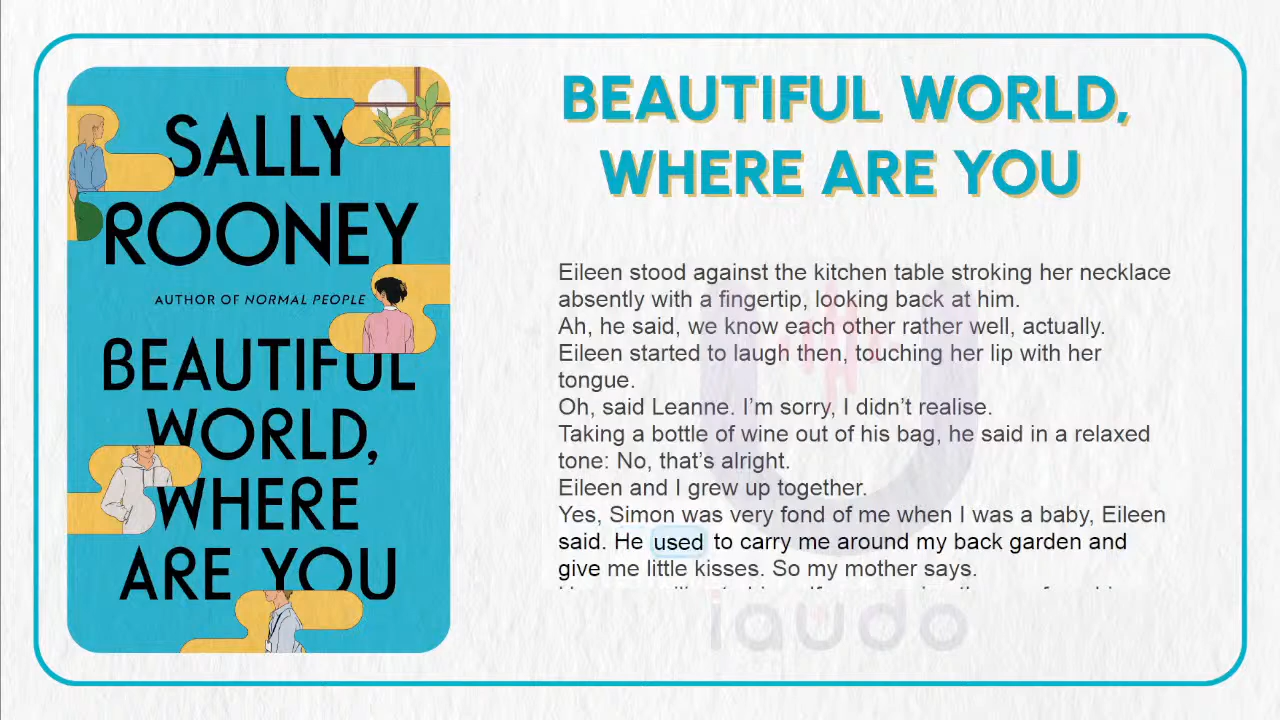 SALLY
ROONEY
AUTHOR OF NORMAL PEOPLE
BEAUTIFUL
WORLD,
WHERE
ARE YOU
BEAUTIFUL WORLD,
WHERE ARE YOU
Eileen stood against the kitchen table stroking her necklace
absently with a fingertip, looking back at him.
Ah, he said, we know each other rather well, actually.
Eileen started to laugh then, touching her lip with her
tongue.
Oh, said Leanne. I’m sorry, I didn’t realise.
Taking a bottle of wine out of his bag, he said in a relaxed
tone: No, that’s alright.
Eileen and I grew up together.
Yes, Simon was very fond of me when I was a baby, Eileen
said. He used to carry me around my back garden and
give me little kisses. So my mother says.
iaudo